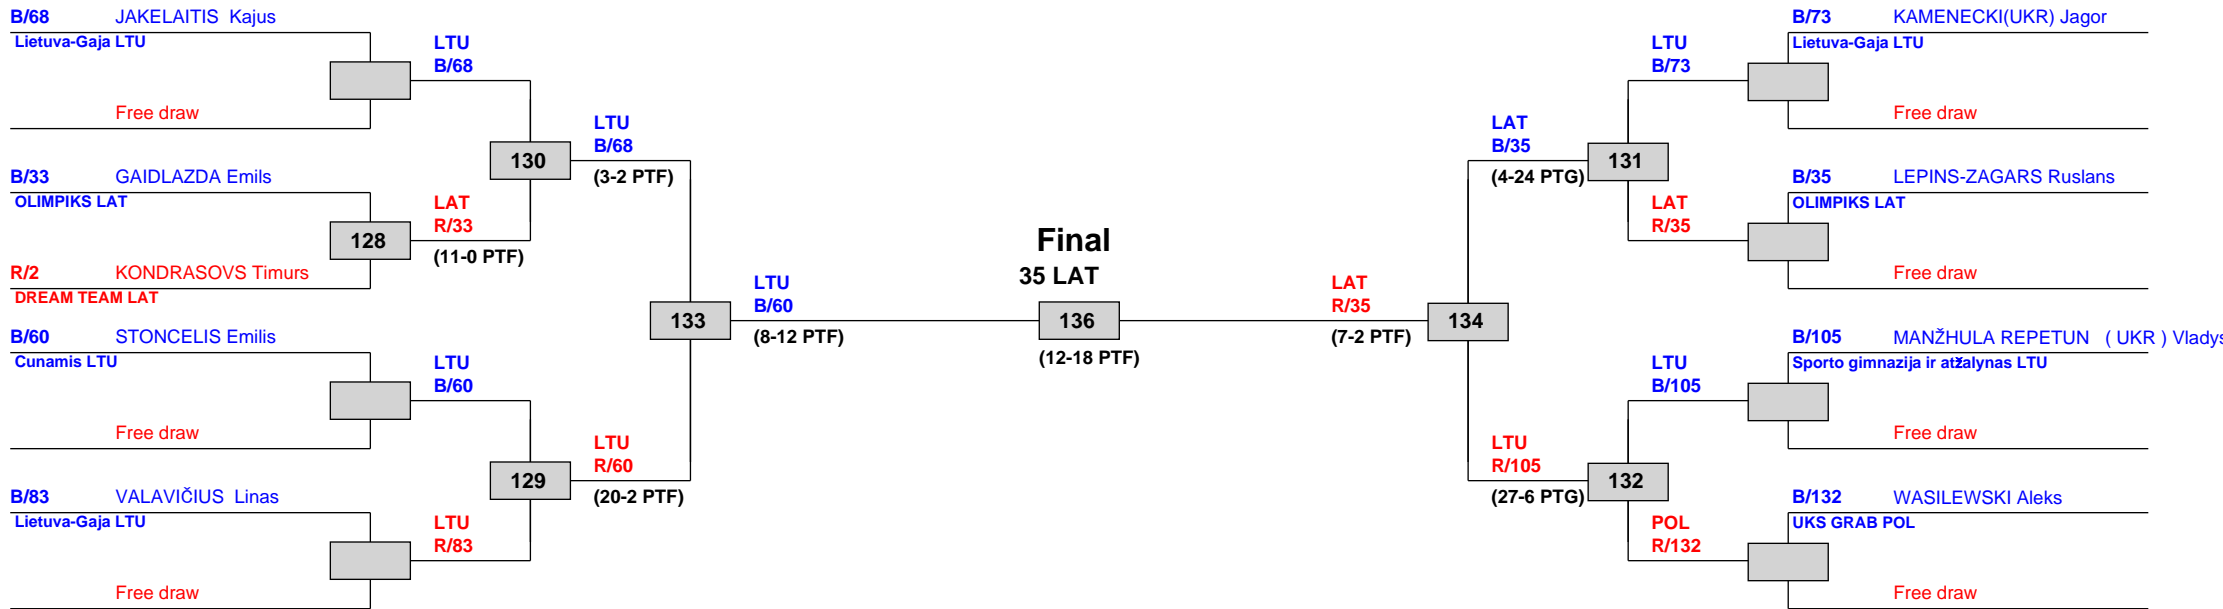 B/68 JAKELAITIS Kajus
Lietuva-Gaja LTU
Free draw
B/33 GAIDLAZDA Emils
OLIMPIKS LAT
R/2 KONDRASOVS Timurs
DREAM TEAM LAT
B/60 STONCELIS Emilis
Cunamis LTU
Free draw
B/83 VALAVIČIUS Linas
Lietuva-Gaja LTU
Free draw
LTU
B/68
128
LAT
R/33
(11-0 PTF)
LTU
B/60
LTU
R/83
130
LTU
B/68
(3-2 PTF)
129
LTU
R/60
(20-2 PTF)
133
LTU
B/60
(8-12 PTF)
Final
35 LAT
136
(12-18 PTF)
LAT
R/35
(7-2 PTF)
134
LAT
B/35
(4-24 PTG)
131
LTU
R/105
(27-6 PTG)
132
LTU
B/73
LAT
R/35
LTU
B/105
POL
R/132
B/73 KAMENECKI(UKR) Jagor
Lietuva-Gaja LTU
Free draw
B/35 LEPINS-ZAGARS Ruslans
OLIMPIKS LAT
Free draw
B/105 MANŽHULA REPETUN ( UKR ) Vladys
Sporto gimnazija ir atžalynas LTU
Free draw
B/132 WASILEWSKI Aleks
UKS GRAB POL
Free draw